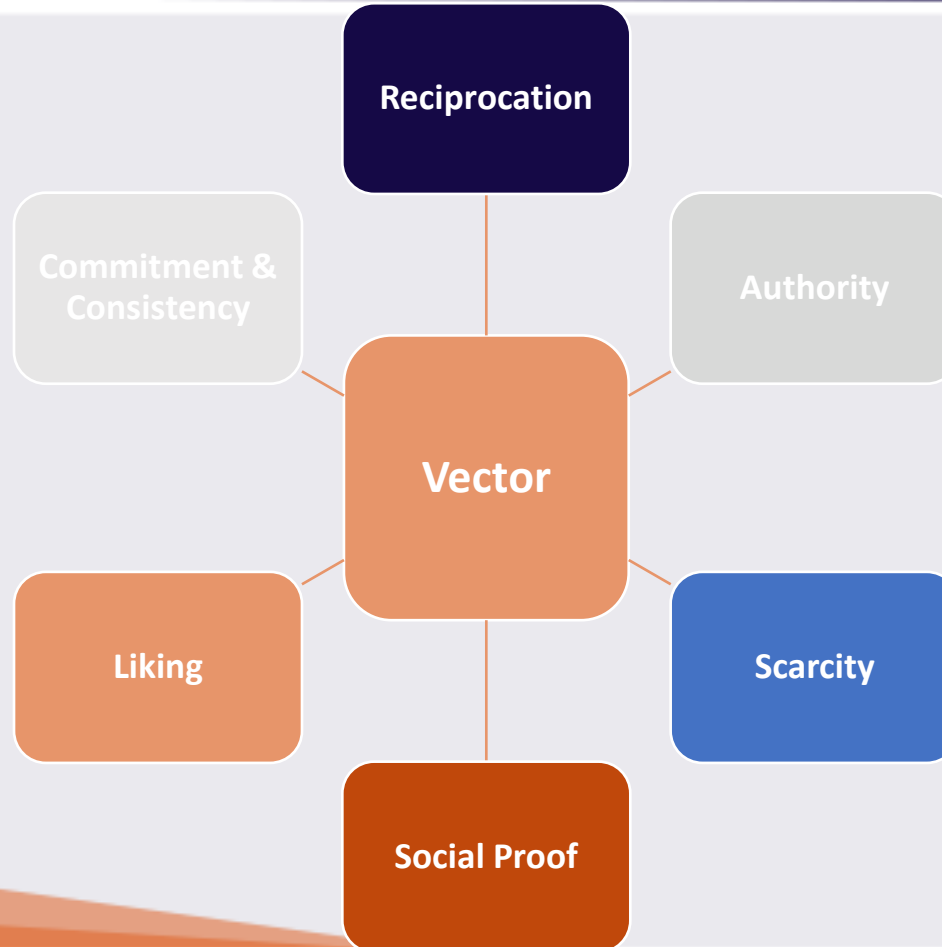 Reciprocation
Commitment &
Consistency
Authority
Vector
Liking
Scarcity
Social Proof